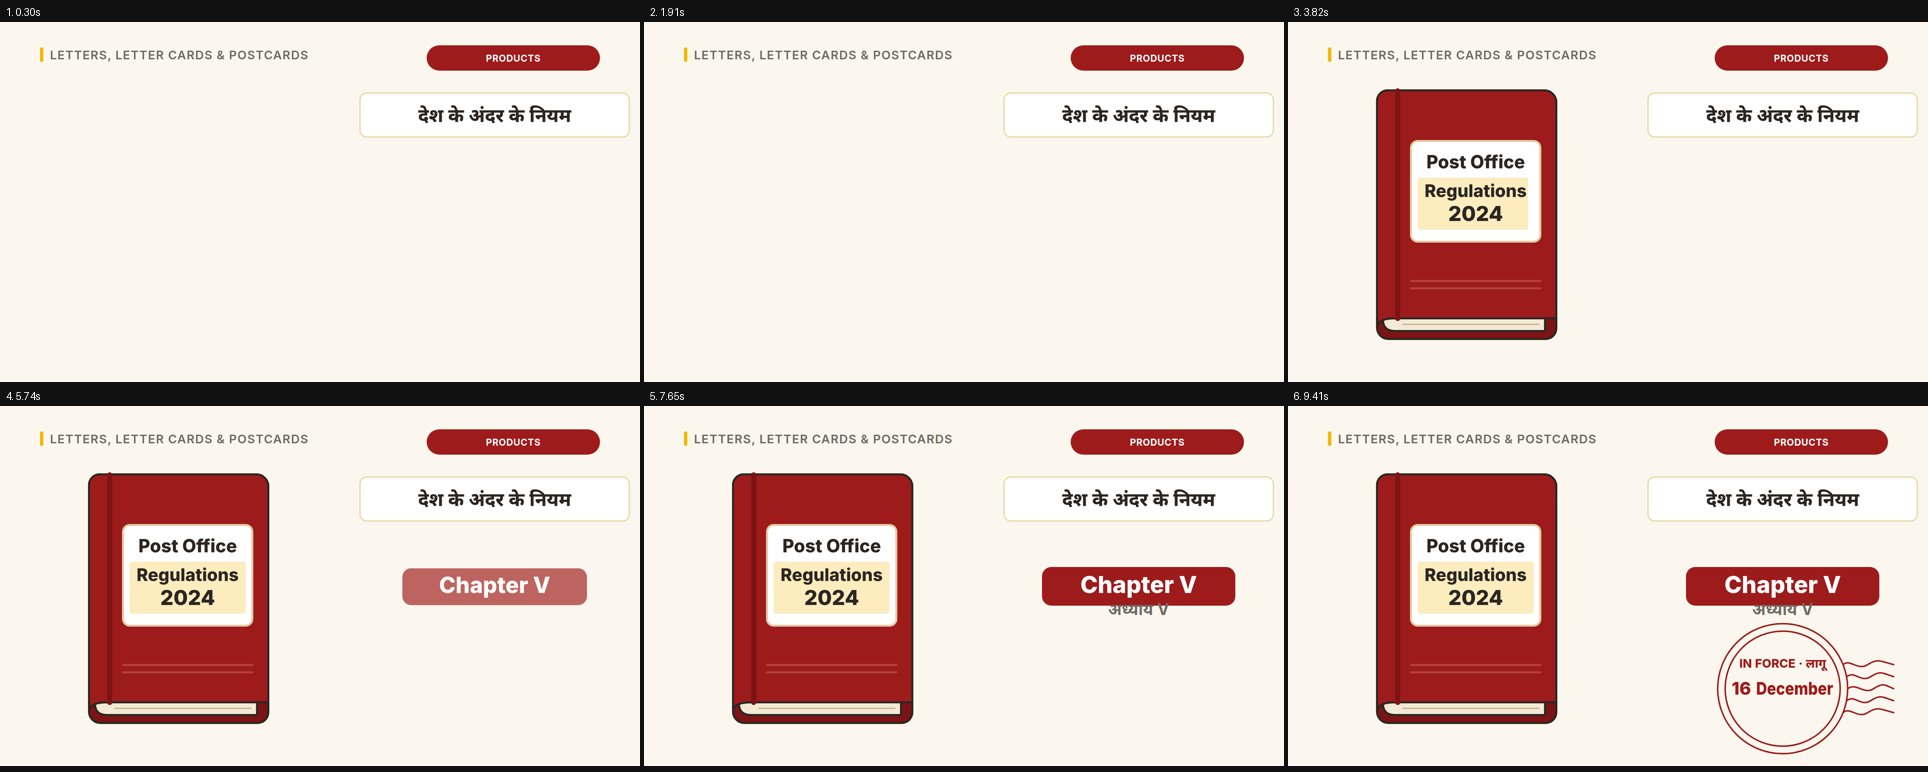 1. 0.30s
LETTERS, LETTER CARDS & POSTCARDS
PRODUCTS
देश के अंदर के नियम
2. 1.91s
LETTERS, LETTER CARDS & POSTCARDS
PRODUCTS
देश के अंदर के नियम
3. 3.82s
LETTERS, LETTER CARDS & POSTCARDS
PRODUCTS
देश के अंदर के नियम
Post Office
Regulations
2024
4. 5.74s
LETTERS, LETTER CARDS & POSTCARDS
PRODUCTS
देश के अंदर के नियम
Post Office
Regulations
2024
Chapter V
5. 7.65s
LETTERS, LETTER CARDS & POSTCARDS
PRODUCTS
देश के अंदर के नियम
Post Office
Regulations
2024
Chapter V
अध्याय V
6. 9.41s
LETTERS, LETTER CARDS & POSTCARDS
PRODUCTS
देश के अंदर के नियम
Post Office
Regulations
2024
Chapter V
अध्याय V
IN FORCE · लागू
16 December